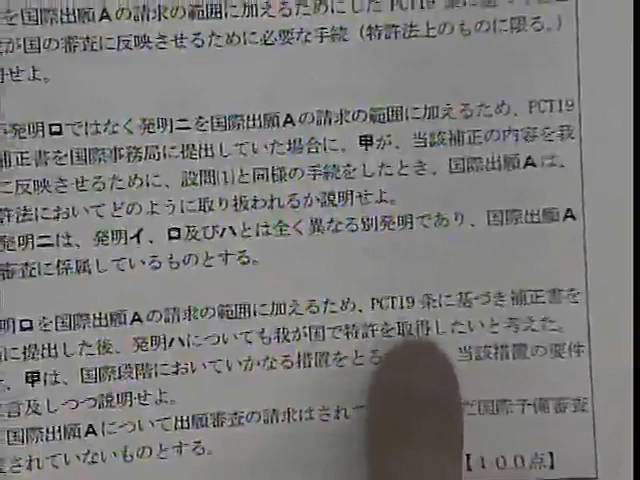 を国際出願Aの請求の範囲に加えるためにした PCT19
が国の審査に反映させるために必要な手続(特許法上のものに限る。)
せよ。
発明ロではなく発明ニを国際出願Aの請求の範囲に加えるため、PCT19
補正書を国際事務局に提出していた場合に、甲が、当該補正の内容を我
に反映させるために、設問(1)と同様の手続をしたとき、国際出願Aは、
許法においてどのように取り扱われるか説明せよ。
発明ニは、発明イ、ロ及びハとは全く異なる別発明であり、国際出願A
審査に係属しているものとする。
明ロを国際出願Aの請求の範囲に加えるため、PCT19 条に基づき補正書を
に提出した後、発明ハについても我が国で特許を取得したいと考えた。
、甲は、国際段階においていかなる措置をとる 当該措置の要件
言及しつつ説明せよ。
国際出願Aについて出願審査の請求はされて 国際予備審査
されていないものとする。
【100点】